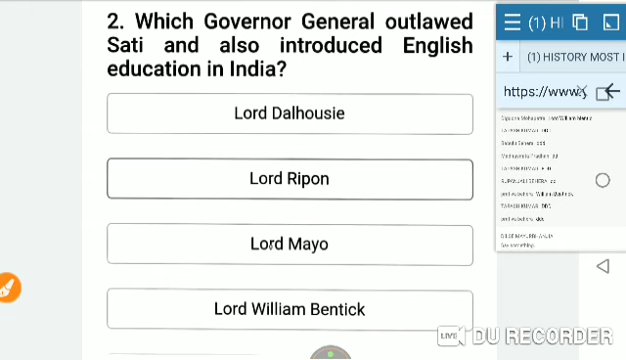 2. Which Governor General outlawed
Sati and also introduced English
education in India?
Lord Dalhousie
Lord Ripon
Lord Mayo
Lord William Bentick
(1) HI
(1) HISTORY MOST I
https://www.y
LIVE DU RECORDER